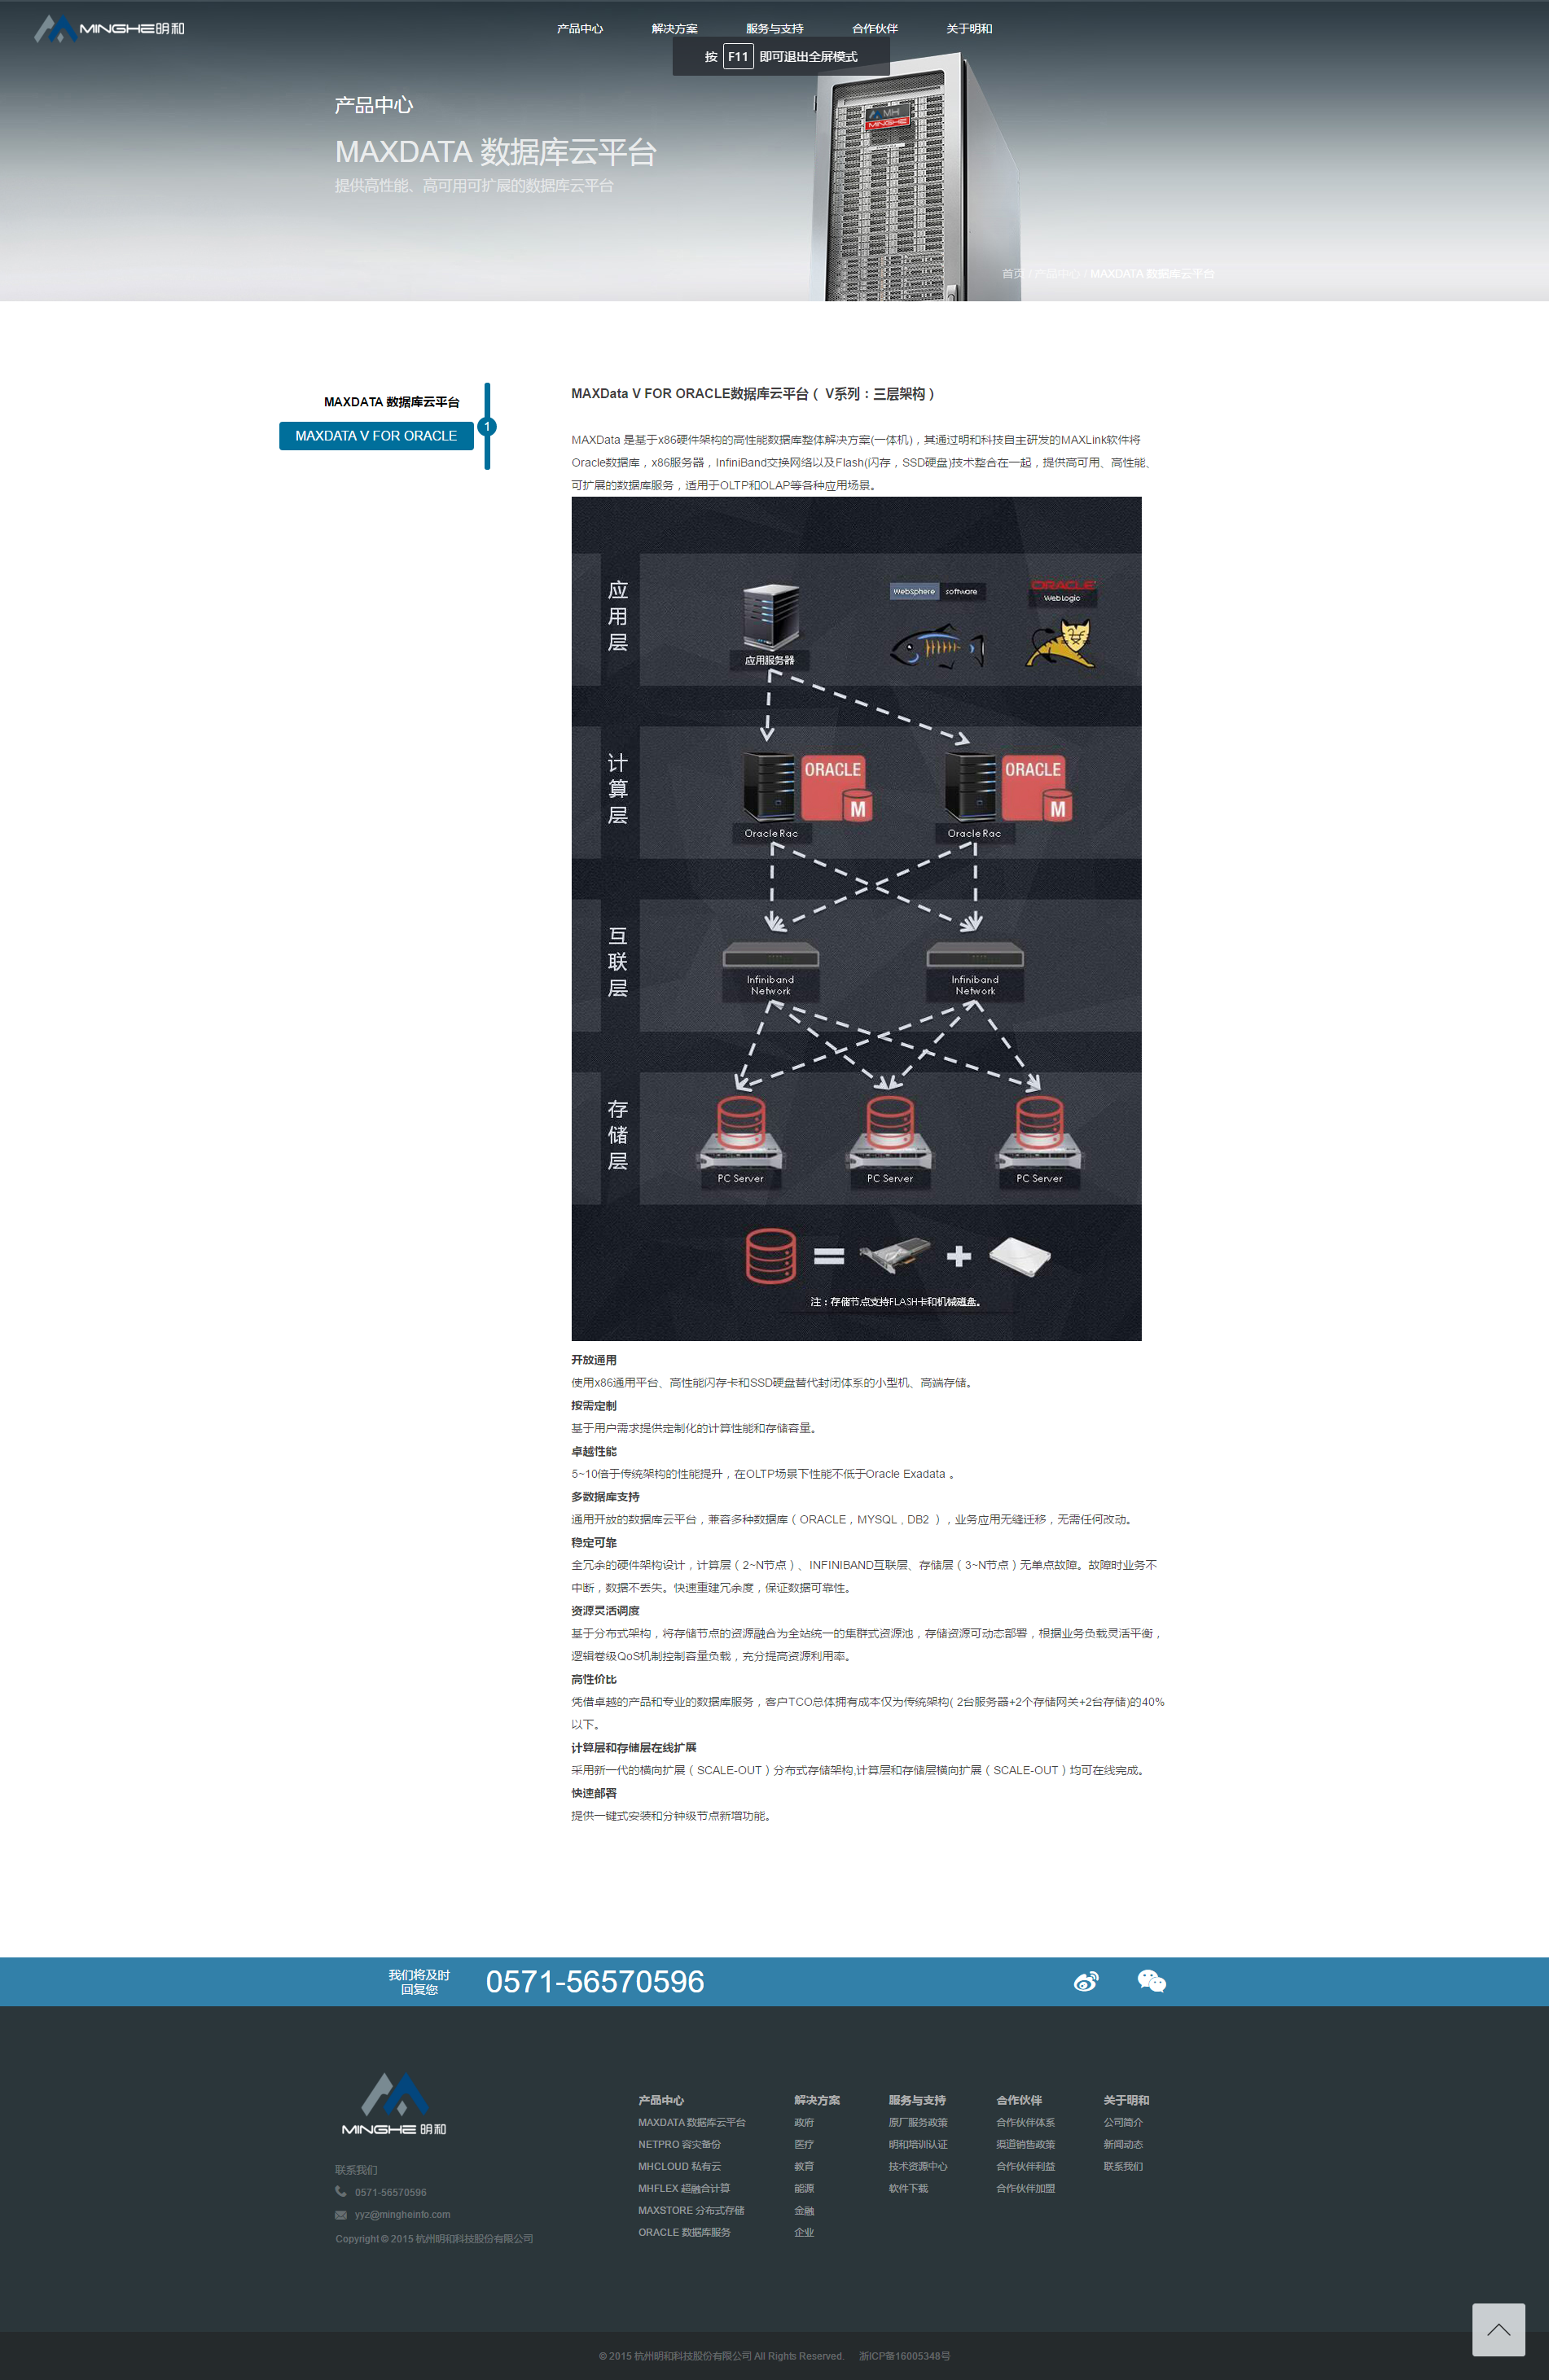 MINGHE明和
产品中心 解决方案 服务与支持 合作伙伴 关于明和
按 F11 即可退出全屏模式
MH
MINGHE
产品中心
MAXDATA 数据库云平台
提供高性能、高可用可扩展的数据库云平台
首页 / 产品中心 / MAXDATA 数据库云平台
MAXDATA 数据库云平台
MAXDATA V FOR ORACLE
1
MAXData V FOR ORACLE数据库云平台（ V系列：三层架构）
MAXData 是基于x86硬件架构的高性能数据库整体解决方案(一体机)，其通过明和科技自主研发的MAXLink软件将
Oracle数据库，x86服务器，InfiniBand交换网络以及Flash(闪存，SSD硬盘)技术整合在一起，提供高可用、高性能、
可扩展的数据库服务，适用于OLTP和OLAP等各种应用场景。
应用层
WebSphere software
ORACLE
WebLogic
应用服务器
计算层
ORACLE
M
ORACLE
M
Oracle Rac
Oracle Rac
互联层
Infiniband
Network
Infiniband
Network
存储层
PC Server
PC Server
PC Server
注：存储节点支持FLASH卡和机械磁盘。
开放通用
使用x86通用平台、高性能闪存卡和SSD硬盘替代封闭体系的小型机、高端存储。
按需定制
基于用户需求提供定制化的计算性能和存储容量。
卓越性能
5~10倍于传统架构的性能提升，在OLTP场景下性能不低于Oracle Exadata 。
多数据库支持
通用开放的数据库云平台，兼容多种数据库（ORACLE，MYSQL，DB2 ），业务应用无缝迁移，无需任何改动。
稳定可靠
全冗余的硬件架构设计，计算层（2~N节点）、INFINIBAND互联层、存储层（3~N节点）无单点故障。故障时业务不
中断，数据不丢失。快速重建冗余度，保证数据可靠性。
资源灵活调度
基于分布式架构，将存储节点的资源融合为全站统一的集群式资源池，存储资源可动态部署，根据业务负载灵活平衡，
逻辑卷级QoS机制控制容量负载，充分提高资源利用率。
高性价比
凭借卓越的产品和专业的数据库服务，客户TCO总体拥有成本仅为传统架构( 2台服务器+2个存储网关+2台存储)的40%
以下。
计算层和存储层在线扩展
采用新一代的横向扩展（SCALE-OUT）分布式存储架构,计算层和存储层横向扩展（SCALE-OUT）均可在线完成。
快速部署
提供一键式安装和分钟级节点新增功能。
我们将及时
回复您
0571-56570596
MINGHE 明和
联系我们
0571-56570596
yyz@mingheinfo.com
Copyright © 2015 杭州明和科技股份有限公司
产品中心
MAXDATA 数据库云平台
NETPRO 容灾备份
MHCLOUD 私有云
MHFLEX 超融合计算
MAXSTORE 分布式存储
ORACLE 数据库服务
解决方案
政府
医疗
教育
能源
金融
企业
服务与支持
原厂服务政策
明和培训认证
技术资源中心
软件下载
合作伙伴
合作伙伴体系
渠道销售政策
合作伙伴利益
合作伙伴加盟
关于明和
公司简介
新闻动态
联系我们
© 2015 杭州明和科技股份有限公司 All Rights Reserved. 浙ICP备16005348号